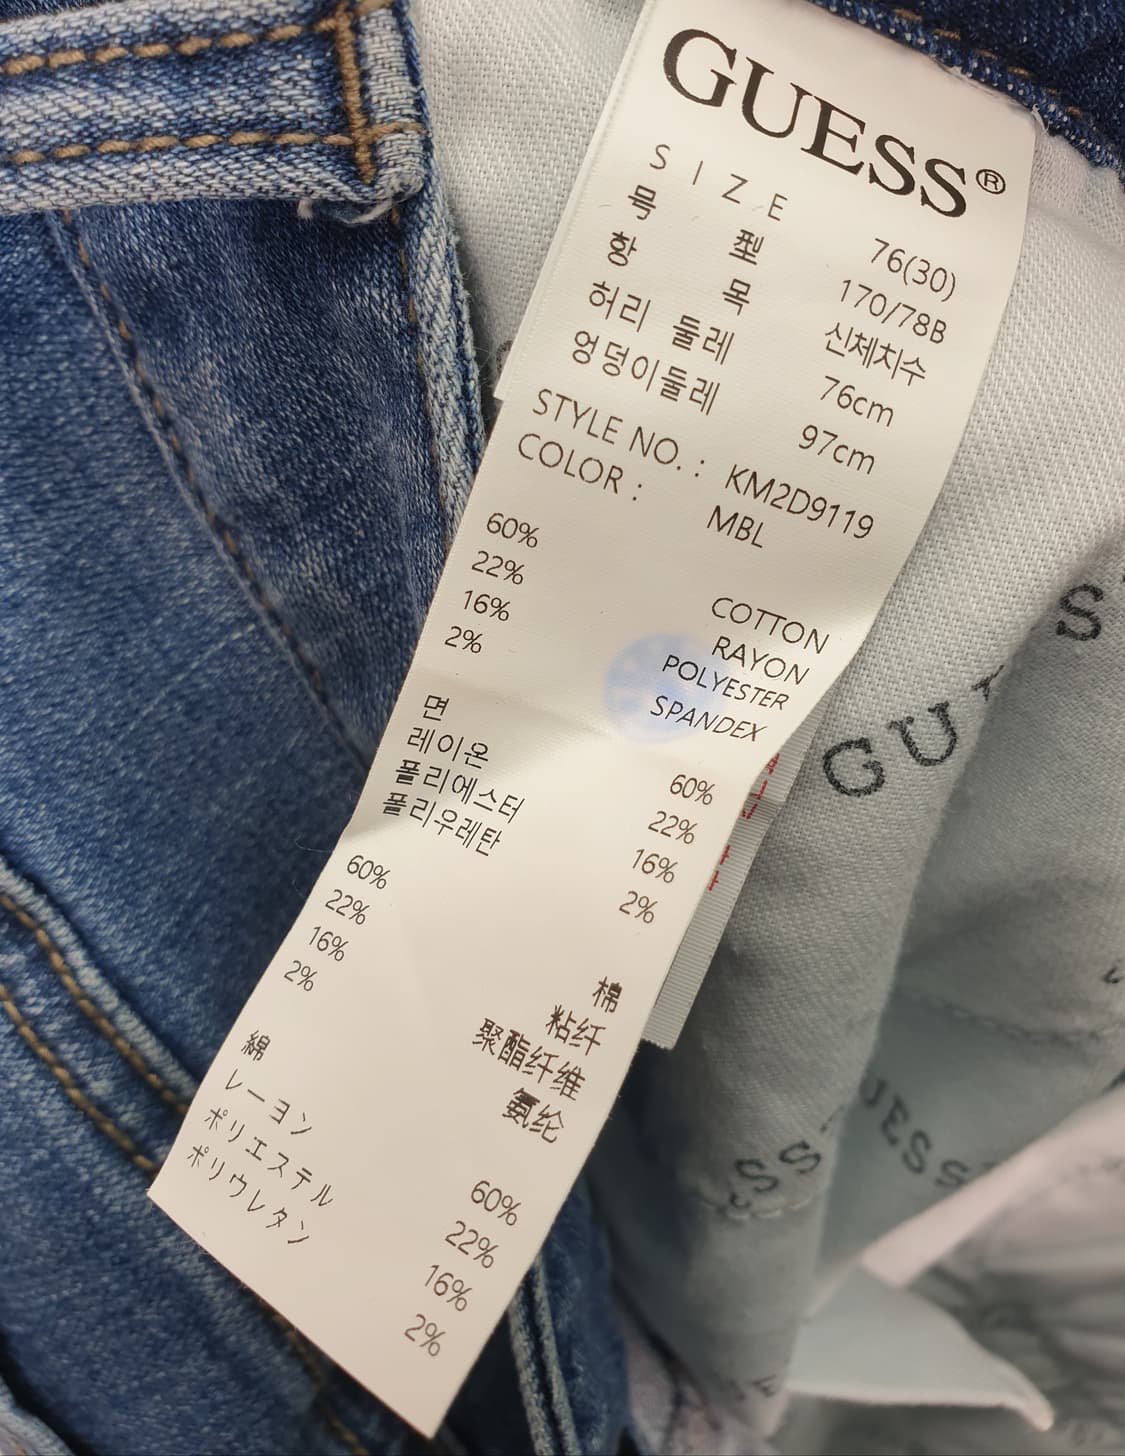 GUESS®
SIZE 76(30)
号 型 170/78B
항 목 신체치수
허리 둘레 76cm
엉덩이둘레 97cm
STYLE NO. : KM2D9119
COLOR : MBL
60% COTTON
22% RAYON
16% POLYESTER
2% SPANDEX
면 60%
레이온 22%
폴리에스터 16%
폴리우레탄 2%
60% 棉
22% 粘纤
16% 聚酯纤维
2% 氨纶
綿 60%
レーヨン 22%
ポリエステル 16%
ポリウレタン 2%